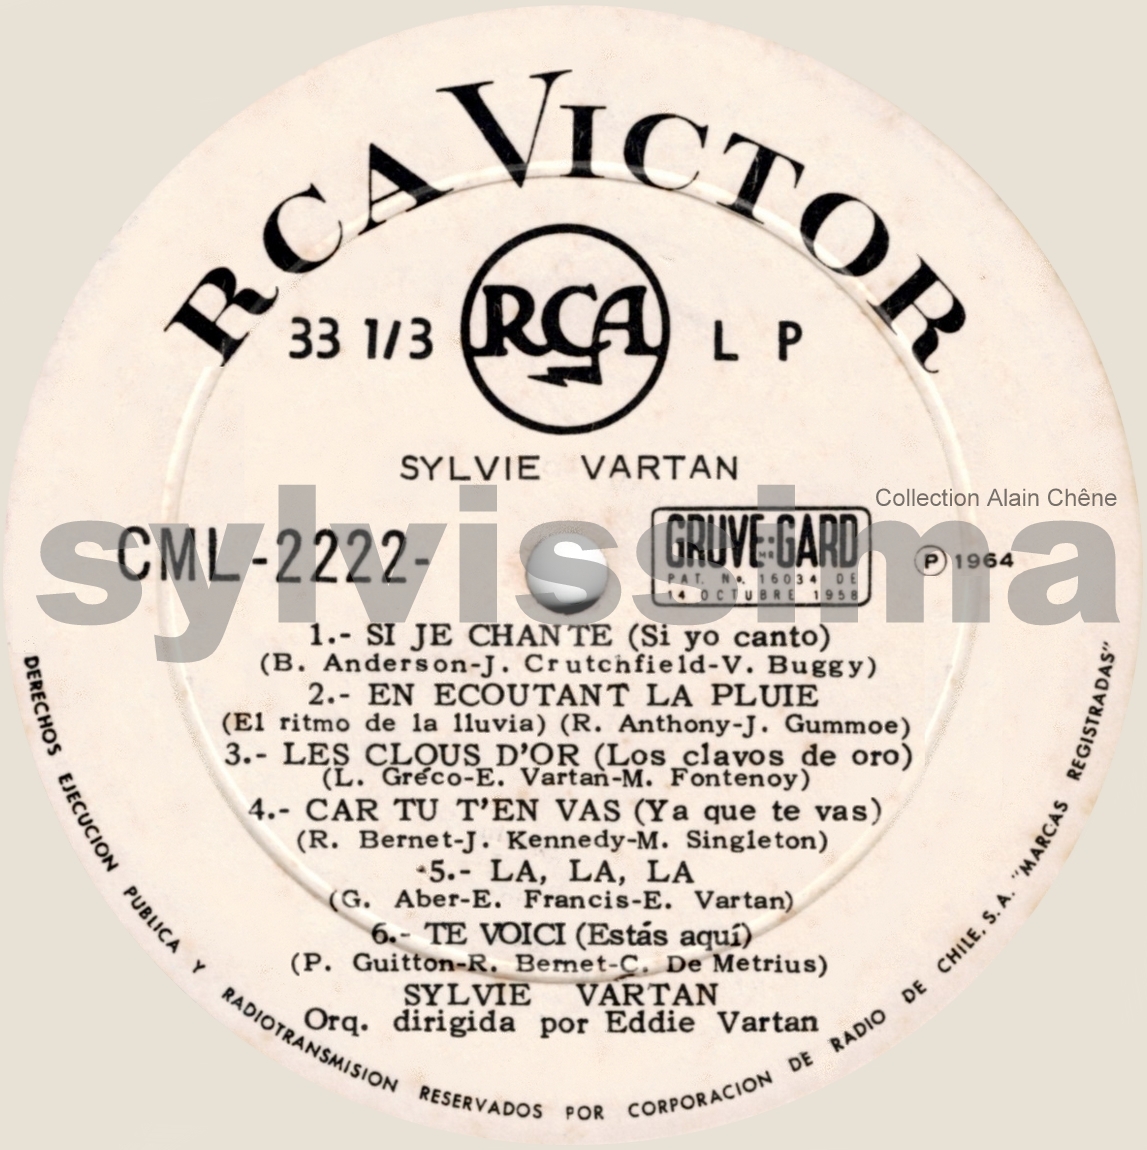 RCA VICTOR
33 1/3
RCA
L P
SYLVIE VARTAN
Collection Alain Chêne
sylvissima
CML-2222-
GRUVE-GARD
MR
PAT. Nº. 16034 DE
14 OCTUBRE 1958
Ⓟ 1964
1.- SI JE CHANTE (Si yo canto)
(B. Anderson-J. Crutchfield-V. Buggy)
2.- EN ECOUTANT LA PLUIE
(El ritmo de la lluvia) (R. Anthony-J. Gummoe)
3.- LES CLOUS D'OR (Los clavos de oro)
(L. Gréco-E. Vartan-M. Fontenoy)
4.- CAR TU T'EN VAS (Ya que te vas)
(R. Bernet-J. Kennedy-M. Singleton)
5.- LA, LA, LA
(G. Aber-E. Francis-E. Vartan)
6.- TE VOICI (Estás aquí)
(P. Guitton-R. Bernet-C. De Metrius)
SYLVIE VARTAN
Orq. dirigida por Eddie Vartan
DERECHOS EJECUCION PUBLICA Y RADIOTRANSMISION RESERVADOS POR CORPORACION DE RADIO DE CHILE, S. A. "MARCAS REGISTRADAS"